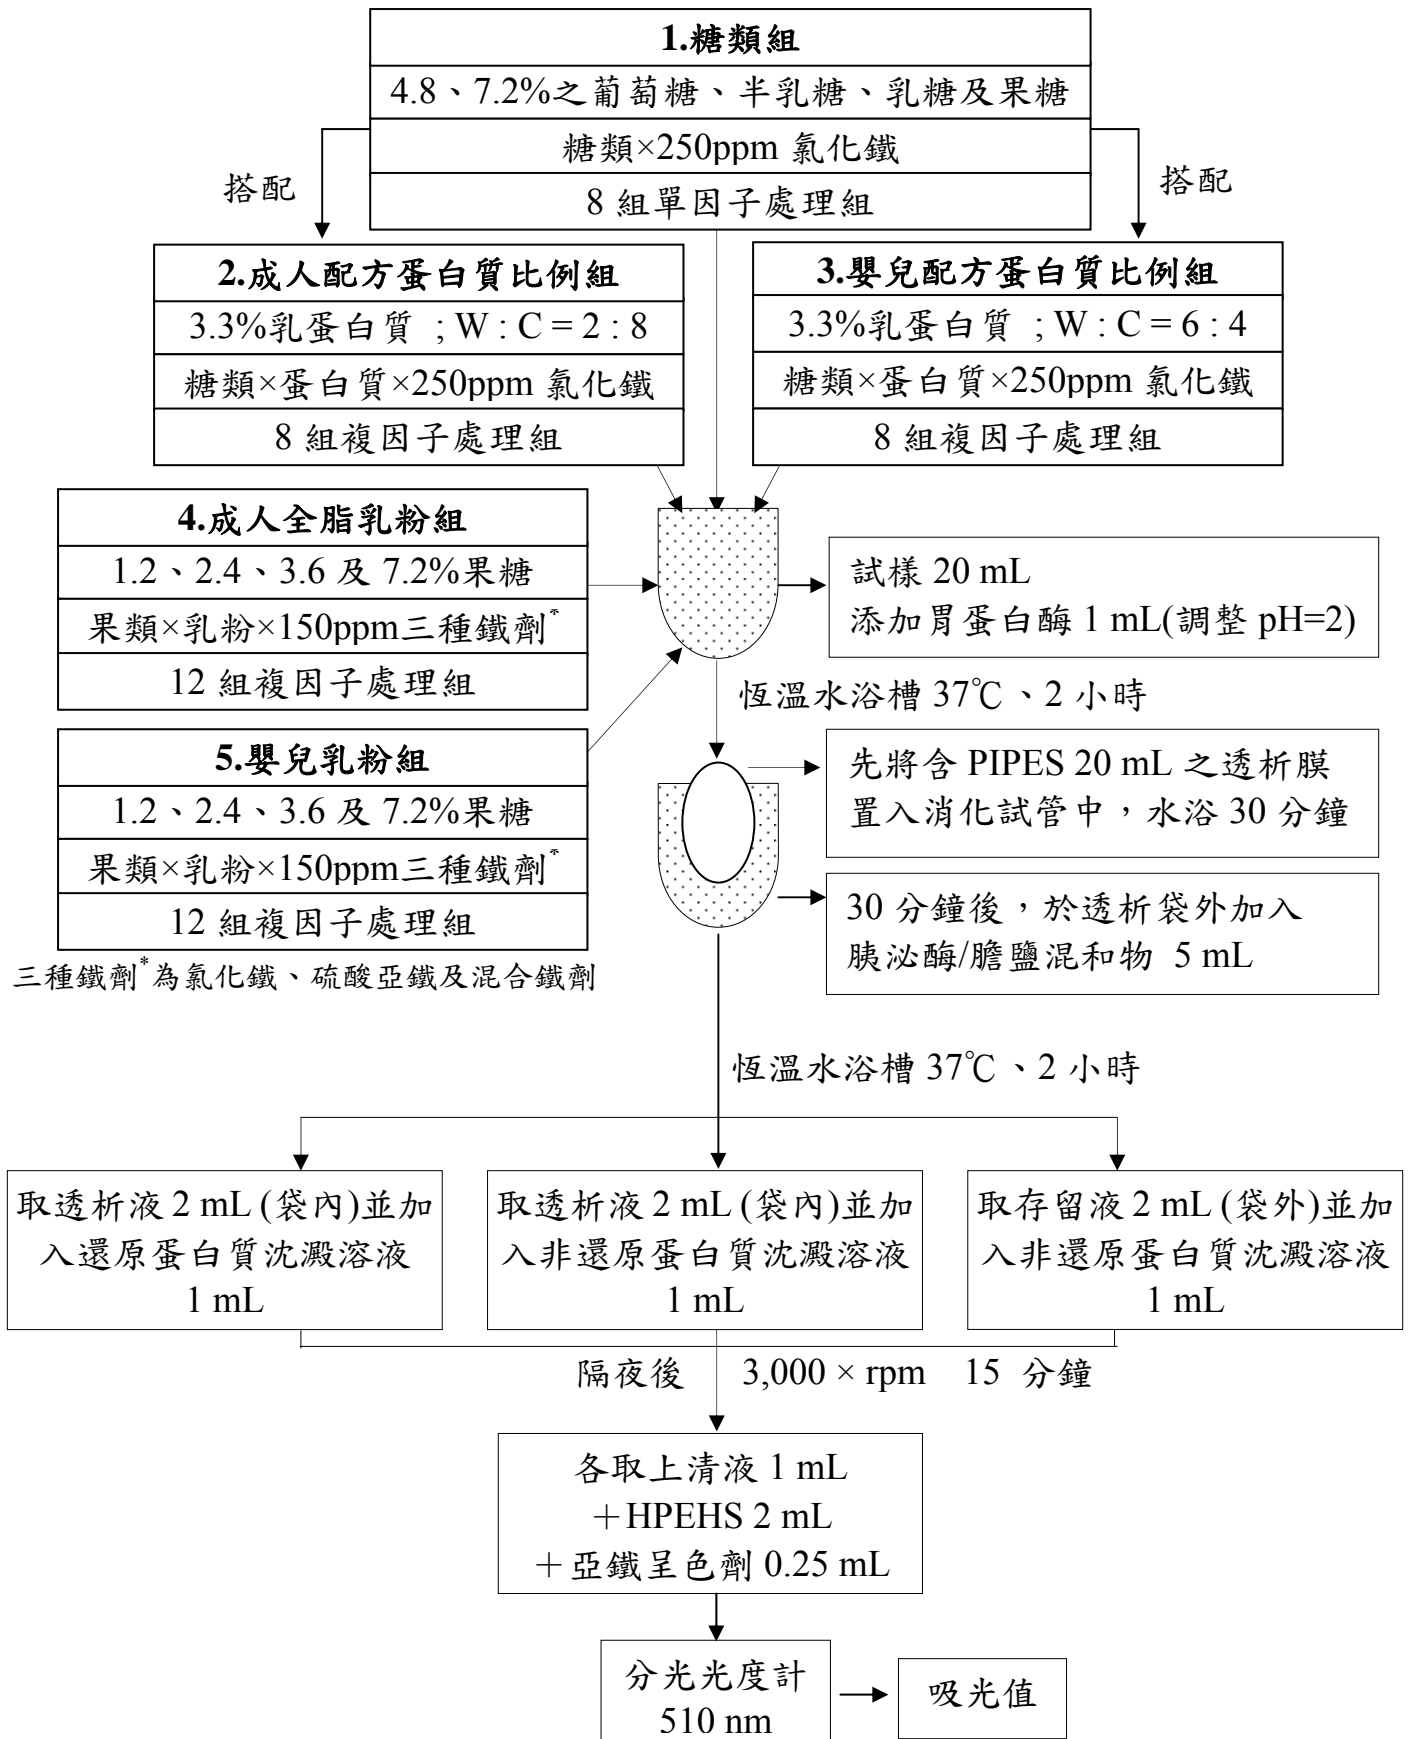 1.糖類組
4.8、7.2%之葡萄糖、半乳糖、乳糖及果糖
糖類×250ppm 氯化鐵
8 組單因子處理組
搭配
搭配
2.成人配方蛋白質比例組
3.3%乳蛋白質 ; W : C = 2 : 8
糖類×蛋白質×250ppm 氯化鐵
8 組複因子處理組
3.嬰兒配方蛋白質比例組
3.3%乳蛋白質 ; W : C = 6 : 4
糖類×蛋白質×250ppm 氯化鐵
8 組複因子處理組
4.成人全脂乳粉組
1.2、2.4、3.6 及 7.2%果糖
果類×乳粉×150ppm三種鐵劑*
12 組複因子處理組
試樣 20 mL
添加胃蛋白酶 1 mL(調整 pH=2)
恆溫水浴槽 37℃、2 小時
5.嬰兒乳粉組
1.2、2.4、3.6 及 7.2%果糖
果類×乳粉×150ppm三種鐵劑*
12 組複因子處理組
三種鐵劑*為氯化鐵、硫酸亞鐵及混合鐵劑
先將含 PIPES 20 mL 之透析膜
置入消化試管中，水浴 30 分鐘
30 分鐘後，於透析袋外加入
胰泌酶/膽鹽混和物 5 mL
恆溫水浴槽 37℃、2 小時
取透析液 2 mL (袋內)並加
入還原蛋白質沈澱溶液
1 mL
取透析液 2 mL (袋內)並加
入非還原蛋白質沈澱溶液
1 mL
取存留液 2 mL (袋外)並加
入非還原蛋白質沈澱溶液
1 mL
隔夜後 3,000 × rpm 15 分鐘
各取上清液 1 mL
＋HPEHS 2 mL
＋亞鐵呈色劑 0.25 mL
分光光度計
510 nm
吸光值